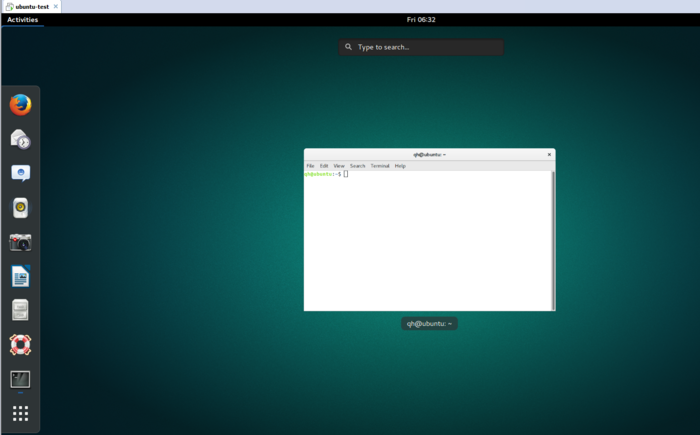 ubuntu-test
Activities
Fri 06:32
Type to search...
qh@ubuntu: ~
File Edit View Search Terminal Help
qh@ubuntu:~$
qh@ubuntu: ~